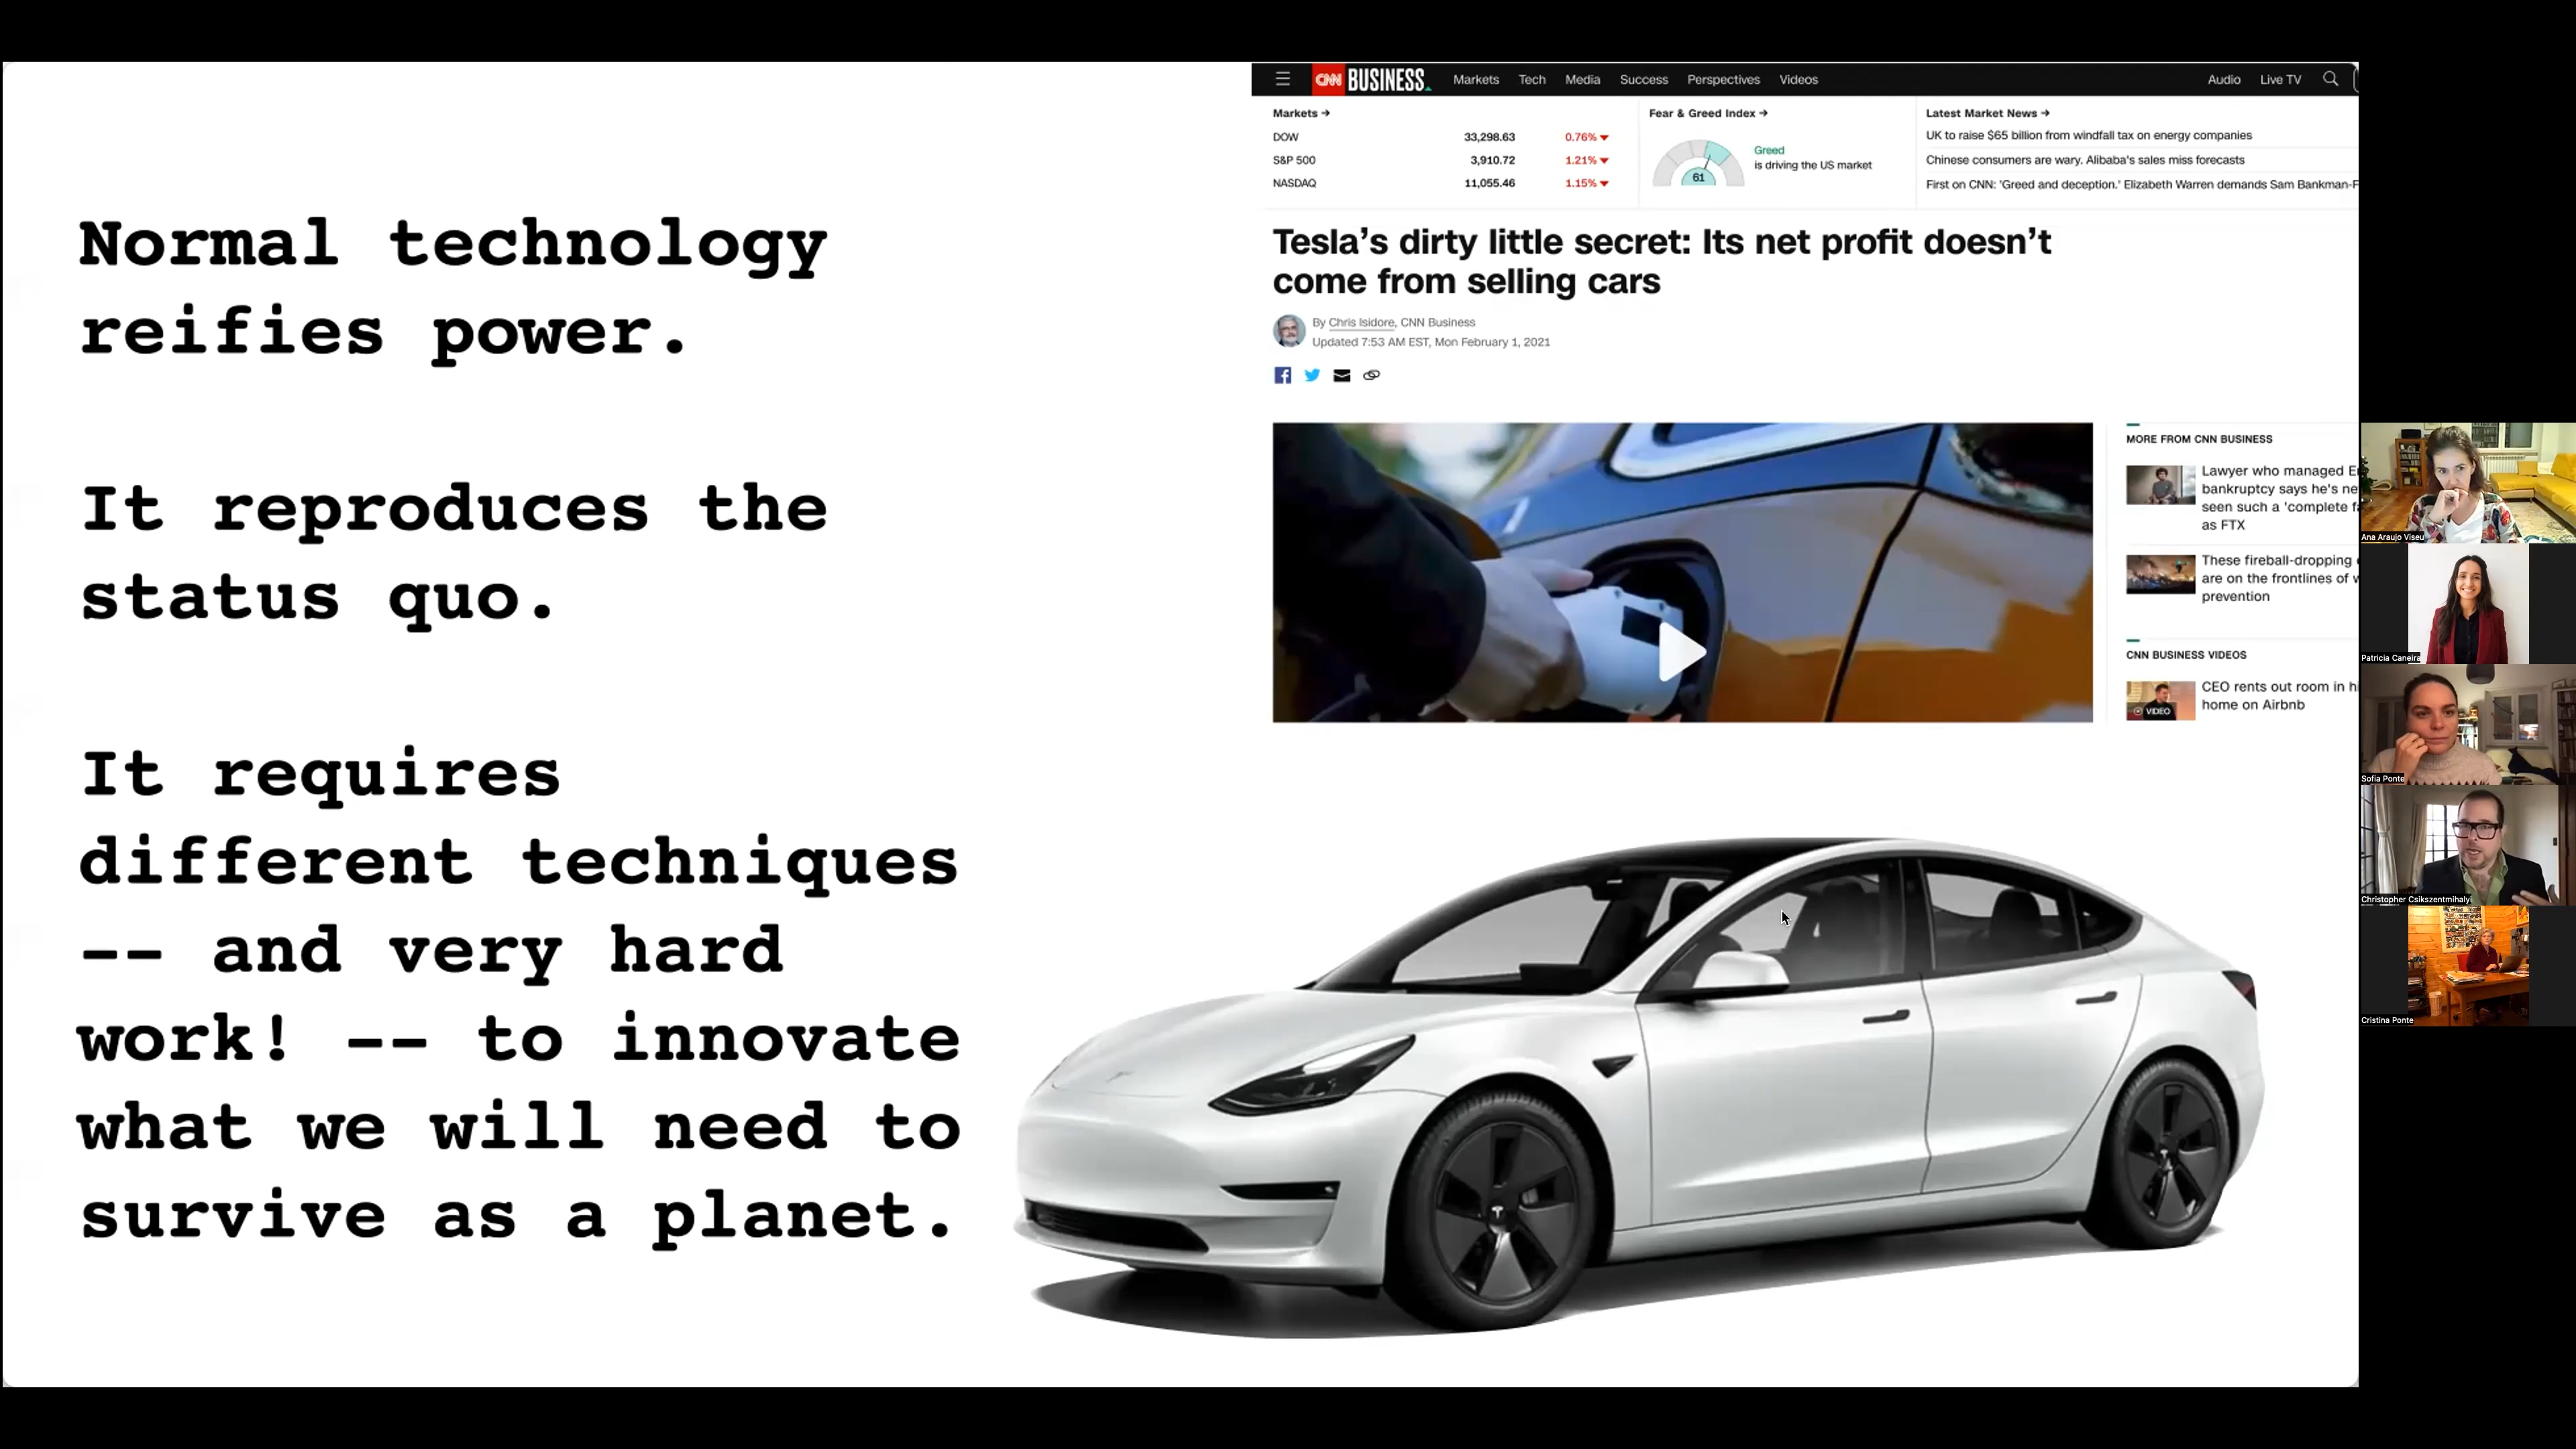 Normal technology
reifies power.
It reproduces the
status quo.
It requires
different techniques
-- and very hard
work! -- to innovate
what we will need to
survive as a planet.
CNN BUSINESS Markets Tech Media Success Perspectives Videos Audio Live TV
Markets → Fear & Greed Index → Latest Market News →
DOW 33,298.63 0.76%
S&P 500 3,910.72 1.21%
NASDAQ 11,055.46 1.15%
61
Greed
is driving the US market
UK to raise $65 billion from windfall tax on energy companies
Chinese consumers are wary. Alibaba's sales miss forecasts
First on CNN: 'Greed and deception.' Elizabeth Warren demands Sam Bankman-F
Tesla's dirty little secret: Its net profit doesn't
come from selling cars
By Chris Isidore, CNN Business
Updated 7:53 AM EST, Mon February 1, 2021
MORE FROM CNN BUSINESS
Lawyer who managed E
bankruptcy says he's ne
seen such a 'complete f
as FTX
These fireball-dropping
are on the frontlines of
prevention
CNN BUSINESS VIDEOS
CEO rents out room in h
home on Airbnb
VIDEO
Ana Araujo Viseu
Patricia Caneira
Sofia Ponte
Christopher Csikszentmihalyi
Cristina Ponte